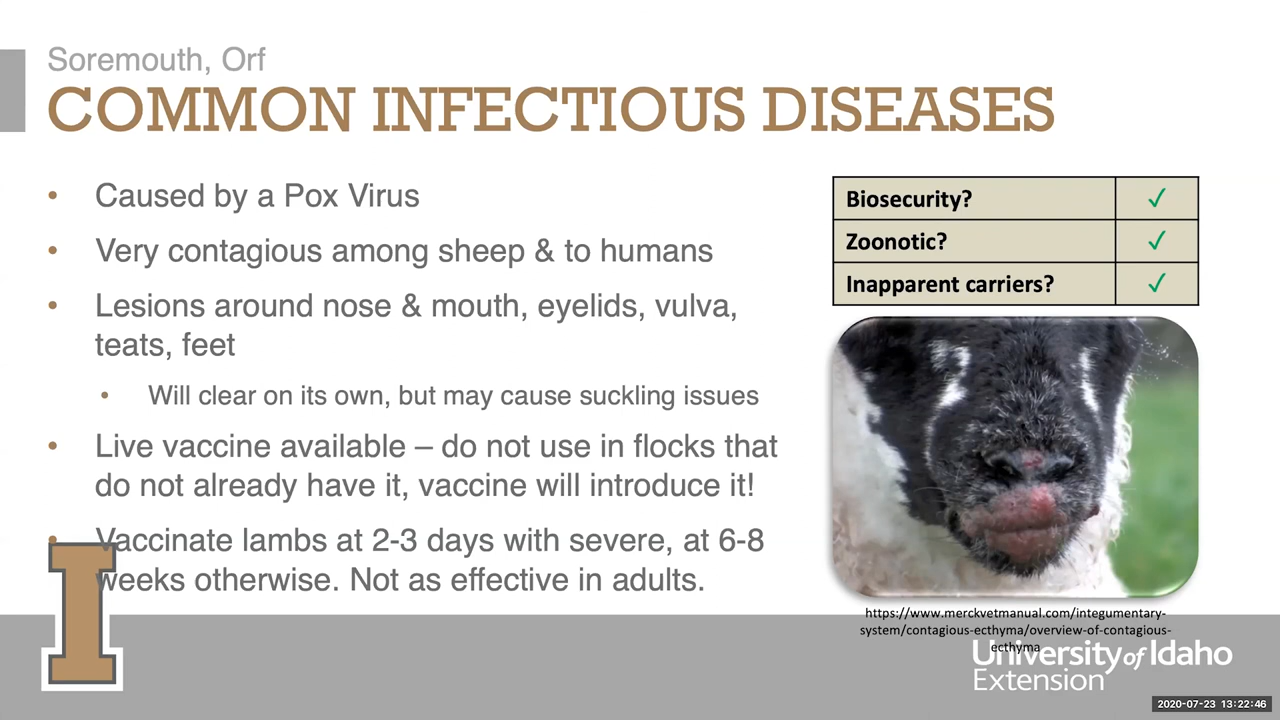 Soremouth, Orf
COMMON INFECTIOUS DISEASES
• Caused by a Pox Virus
• Very contagious among sheep & to humans
• Lesions around nose & mouth, eyelids, vulva,
teats, feet
• Will clear on its own, but may cause suckling issues
• Live vaccine available – do not use in flocks that
do not already have it, vaccine will introduce it!
• Vaccinate lambs at 2-3 days with severe, at 6-8
weeks otherwise. Not as effective in adults.
Biosecurity? ✓
Zoonotic? ✓
Inapparent carriers? ✓
https://www.merckvetmanual.com/integumentary-
system/contagious-ecthyma/overview-of-contagious-
ecthyma
I
University of Idaho
Extension
2020-07-23 13:22:46